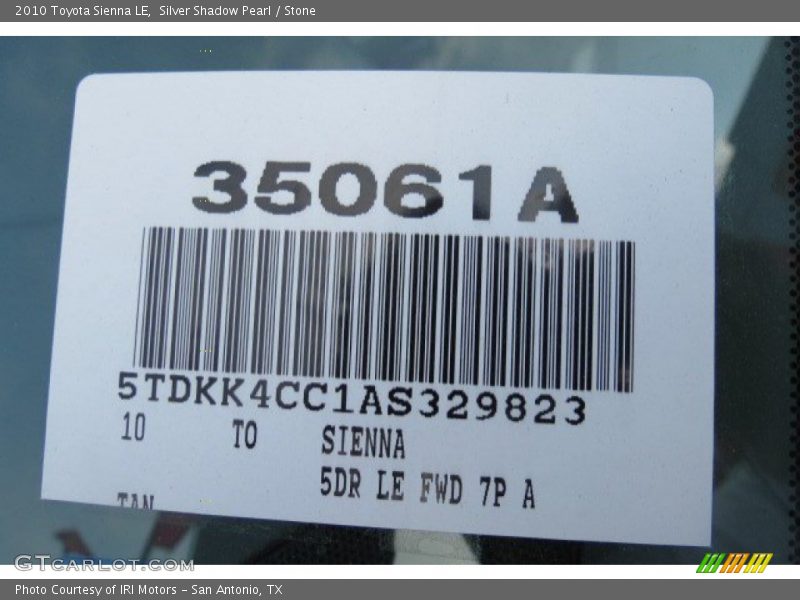 2010 Toyota Sienna LE,  Silver Shadow Pearl / Stone
35061A
5TDKK4CC1AS329823
10 TO SIENNA
5DR LE FWD 7P A
TAN
GTCARLOT.COM
Photo Courtesy of IRI Motors - San Antonio, TX